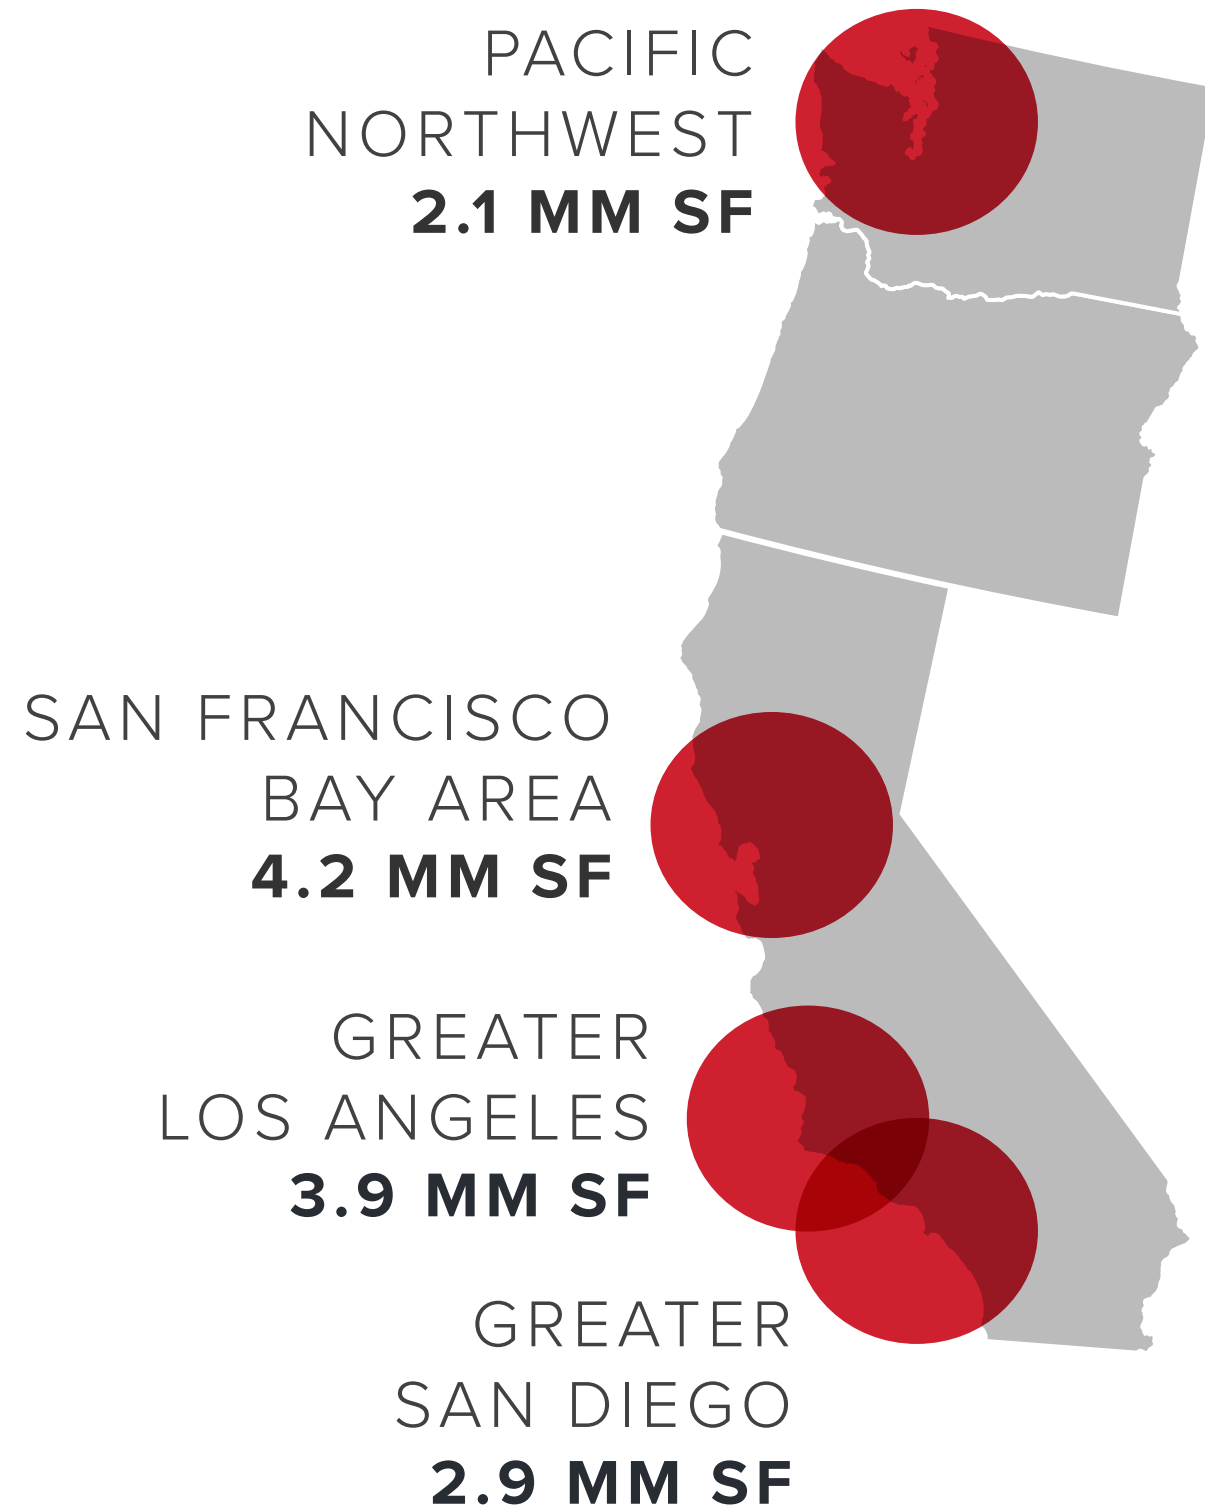 PACIFIC
NORTHWEST
2.1 MM SF
SAN FRANCISCO
BAY AREA
4.2 MM SF
GREATER
LOS ANGELES
3.9 MM SF
GREATER
SAN DIEGO
2.9 MM SF